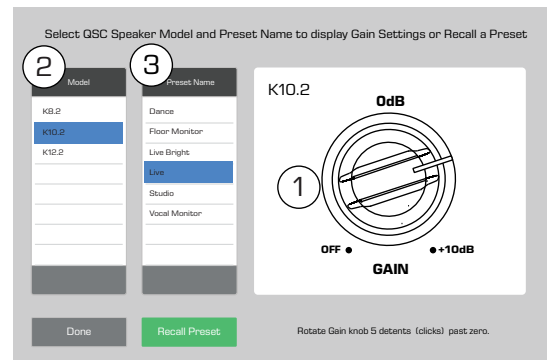 Select QSC Speaker Model and Preset Name to display Gain Settings or Recall a Preset
2
3
Model
Preset Name
K8.2
K10.2
K12.2
Dance
Floor Monitor
Live Bright
Live
Studio
Vocal Monitor
K10.2
0dB
1
OFF
+10dB
GAIN
Done
Recall Preset
Rotate Gain knob 5 detents (clicks) past zero.